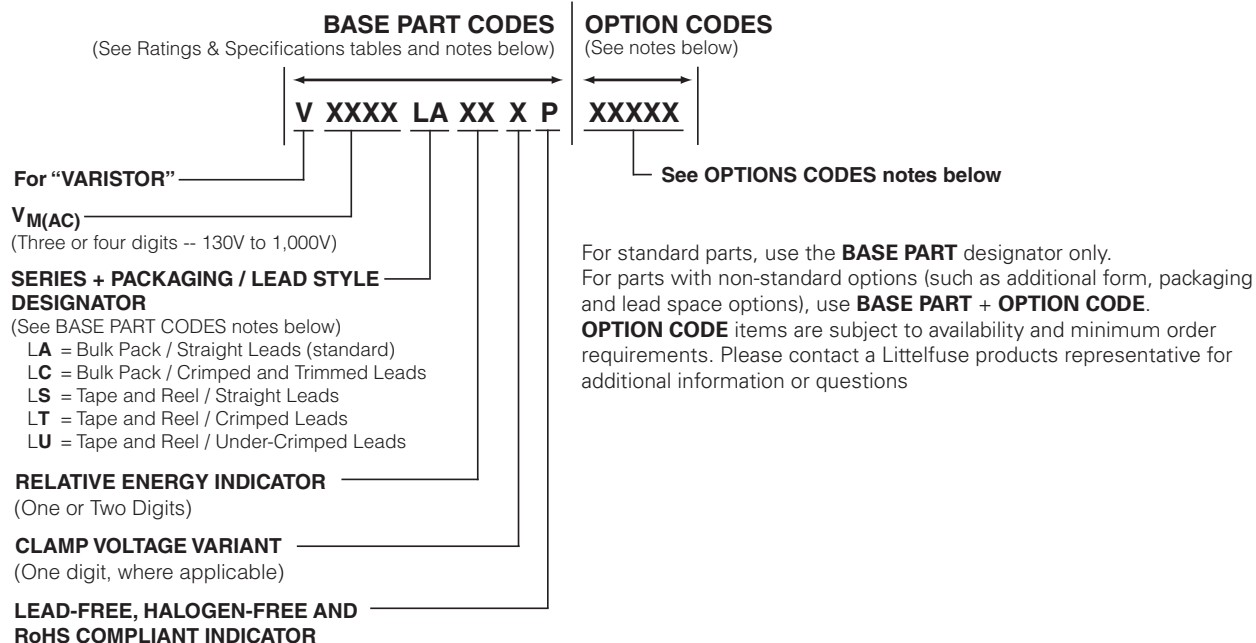 BASE PART CODES
(See Ratings & Specifications tables and notes below)
OPTION CODES
(See notes below)
V XXXX LA XX X P XXXXX
For “VARISTOR”
See OPTIONS CODES notes below
VM(AC)
(Three or four digits -- 130V to 1,000V)
SERIES + PACKAGING / LEAD STYLE
DESIGNATOR
(See BASE PART CODES notes below)
LA = Bulk Pack / Straight Leads (standard)
LC = Bulk Pack / Crimped and Trimmed Leads
LS = Tape and Reel / Straight Leads
LT = Tape and Reel / Crimped Leads
LU = Tape and Reel / Under-Crimped Leads
RELATIVE ENERGY INDICATOR
(One or Two Digits)
CLAMP VOLTAGE VARIANT
(One digit, where applicable)
LEAD-FREE, HALOGEN-FREE AND
RoHS COMPLIANT INDICATOR
For standard parts, use the BASE PART designator only.
For parts with non-standard options (such as additional form, packaging
and lead space options), use BASE PART + OPTION CODE.
OPTION CODE items are subject to availability and minimum order
requirements. Please contact a Littelfuse products representative for
additional information or questions